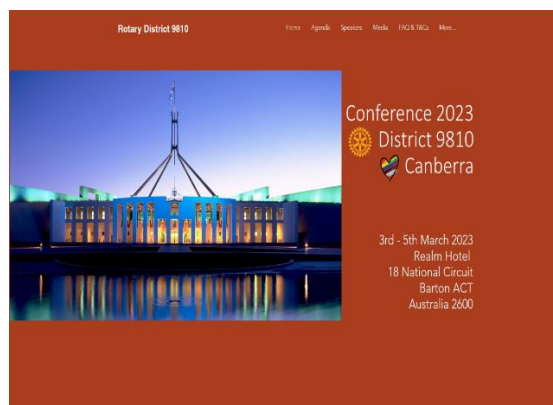 Rotary District 9810
Home Agenda Speakers Media FAQ & T&Cs More...
Conference 2023
District 9810
Canberra
3rd - 5th March 2023
Realm Hotel
18 National Circuit
Barton ACT
Australia 2600